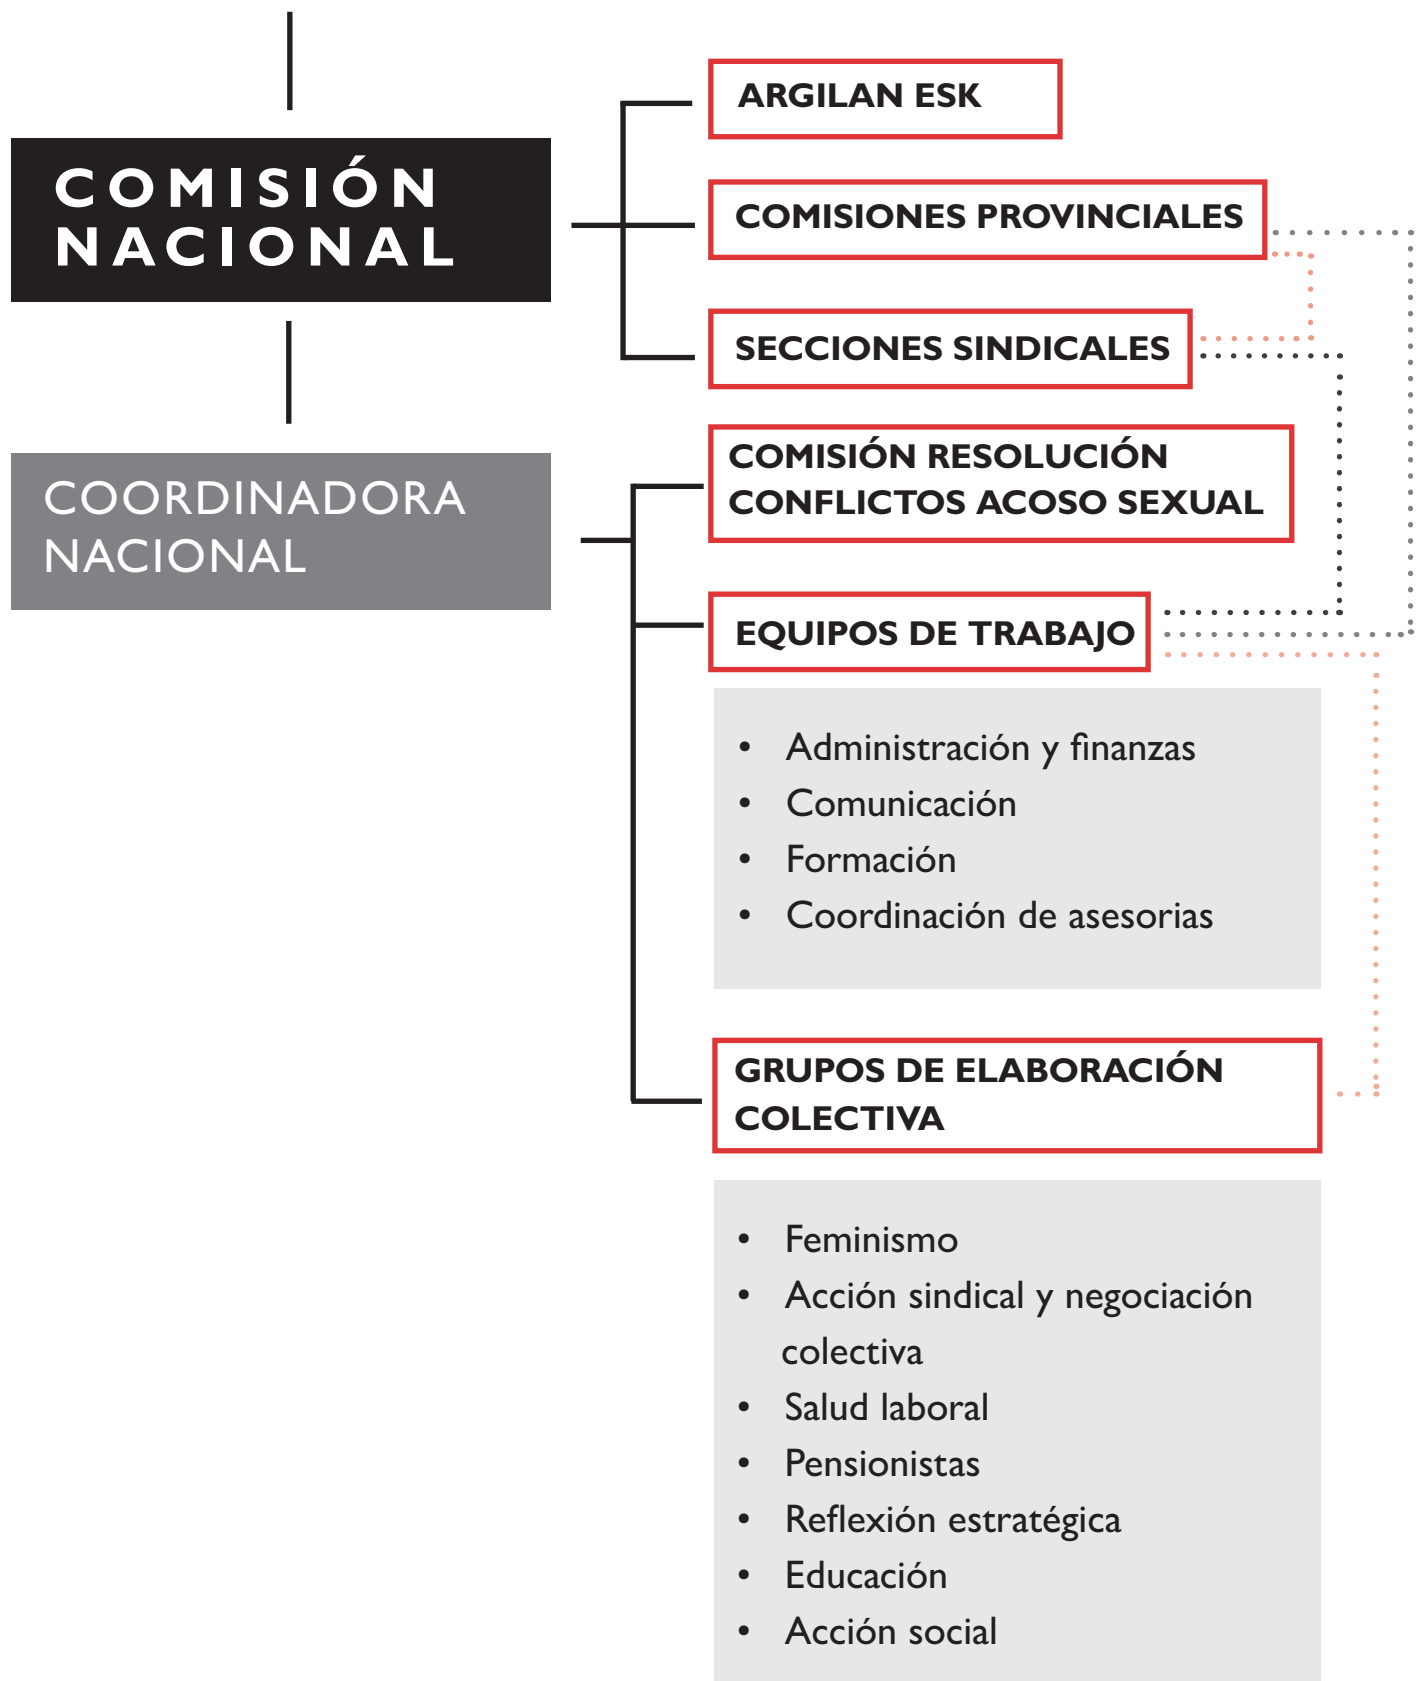 COMISIÓN
NACIONAL
ARGILAN ESK
COMISIONES PROVINCIALES
SECCIONES SINDICALES
COORDINADORA
NACIONAL
COMISIÓN RESOLUCIÓN
CONFLICTOS ACOSO SEXUAL
EQUIPOS DE TRABAJO
• Administración y finanzas
• Comunicación
• Formación
• Coordinación de asesorias
GRUPOS DE ELABORACIÓN
COLECTIVA
• Feminismo
• Acción sindical y negociación
colectiva
• Salud laboral
• Pensionistas
• Reflexión estratégica
• Educación
• Acción social